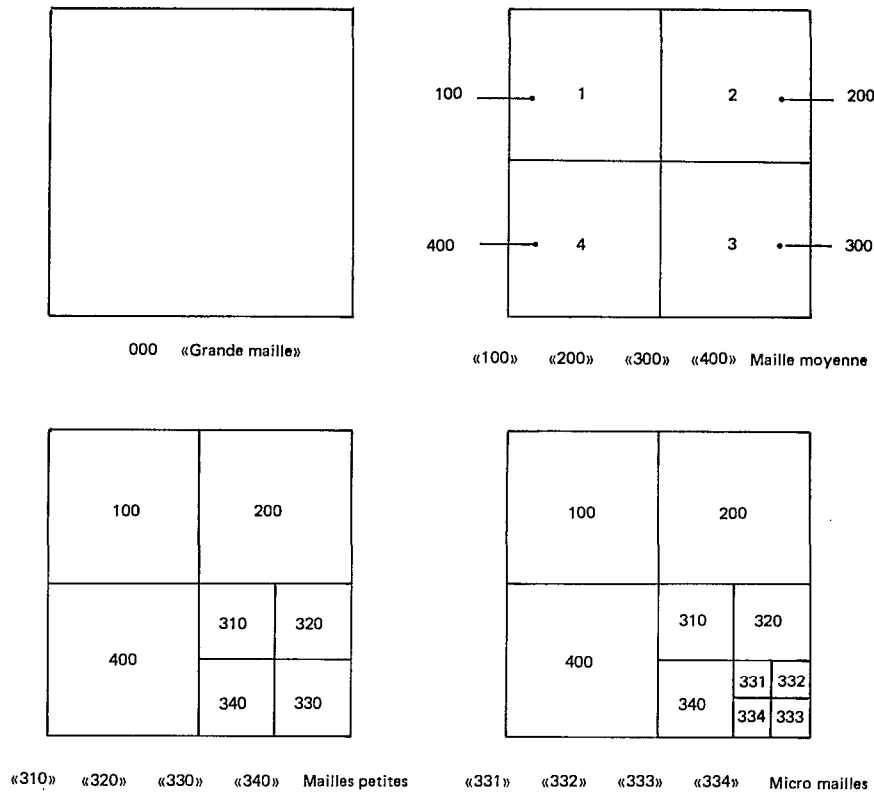 100 1 2 200
400 4 3 300
000 «Grande maille»
«100» «200» «300» «400» Maille moyenne
100 200
310 320
400
340 330
100 200
310 320
400
331 332
340
334 333
«310» «320» «330» «340» Mailles petites
«331» «332» «333» «334» Micro mailles